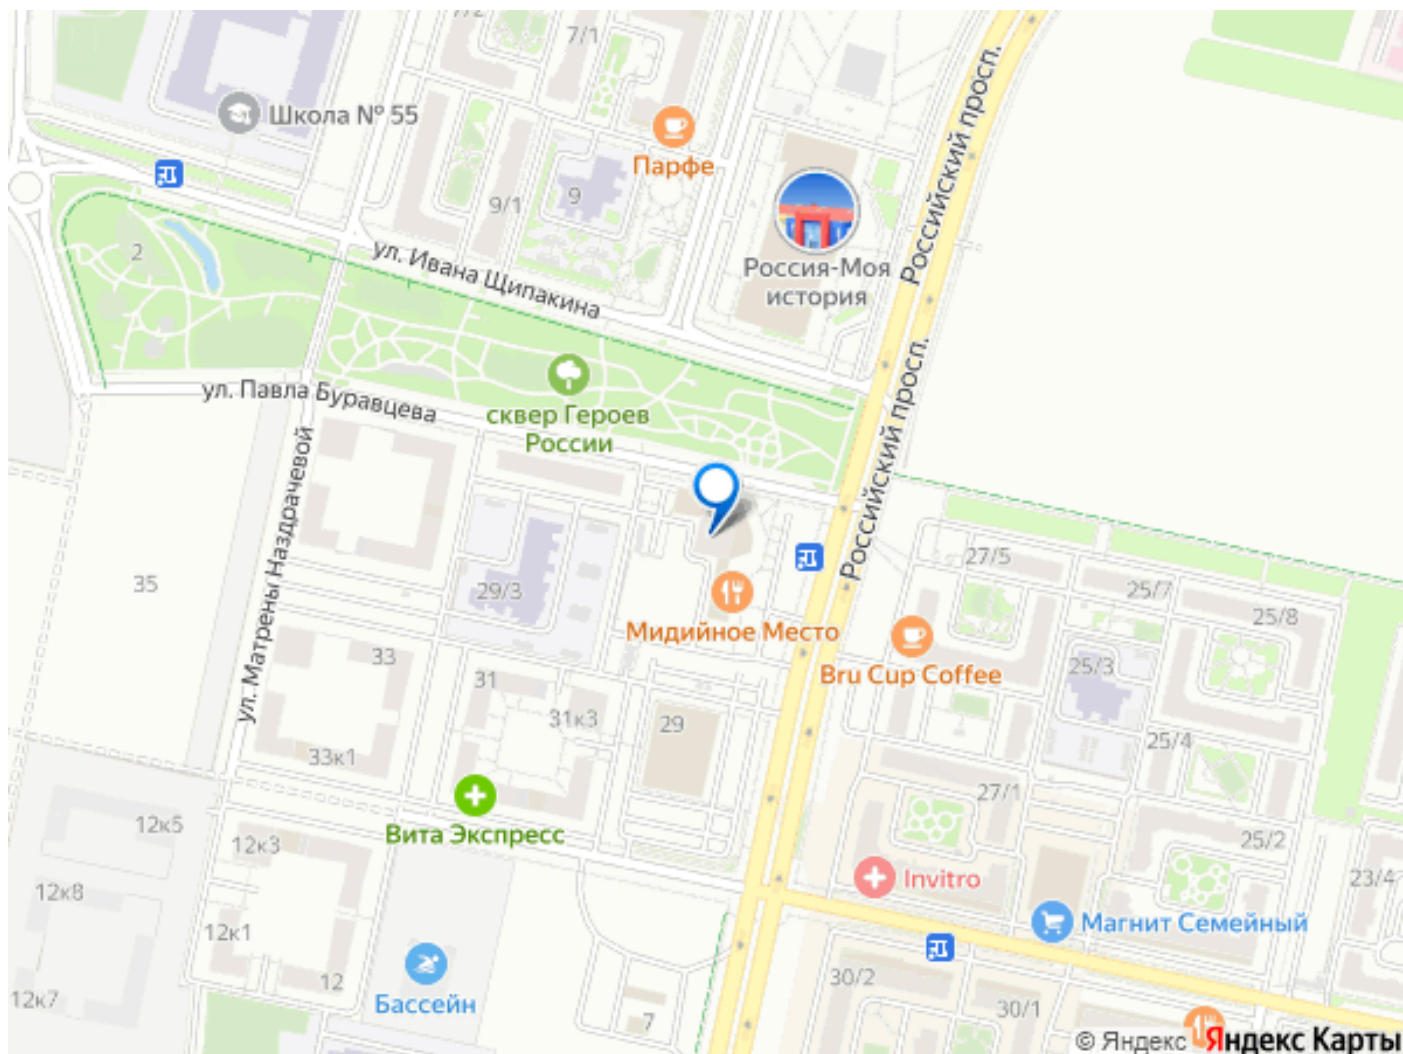 7/2
7/1
Школа № 55
Парфе
Российский просп.
9
9/1
2
ул. Ивана Щипакина
Россия-Моя
история
Российский просп.
ул. Павла Буравцева
сквер Героев
России
ул. Матрены Наздрачевой
35
29/3
27/5
25/7
25/8
Мидийное Место
Bru Cup Coffee
25/3
33
31
31к3
29
25/4
33к1
27/1
Вита Экспресс
12к5
12к3
25/2
Invitro
23/4
12к8
12к1
Магнит Семейный
12
Бассейн
30/2
12к7
7
30/1
© Яндекс
Яндекс Карты